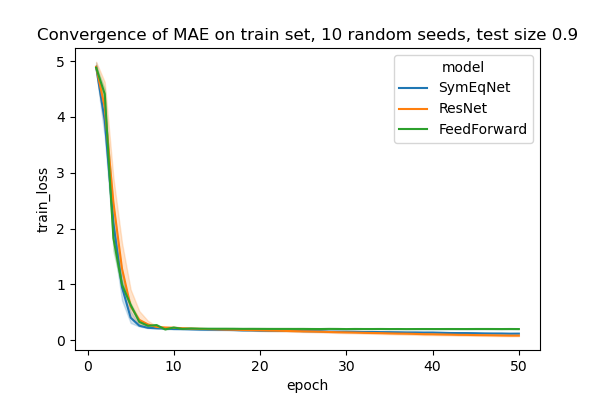 Convergence of MAE on train set, 10 random seeds, test size 0.9
model
SymEqNet
ResNet
FeedForward
train_loss
5
4
3
2
1
0
0 10 20 30 40 50
epoch